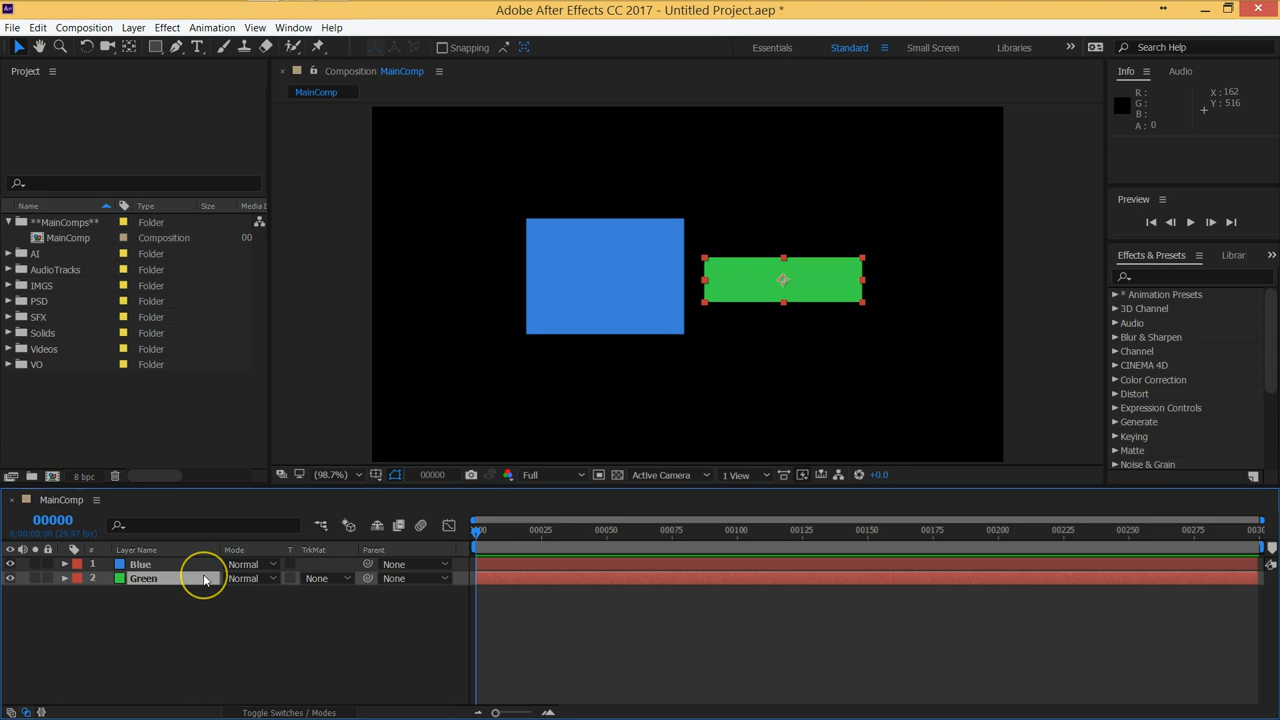 Adobe After Effects CC 2017 - Untitled Project.aep *
File Edit Composition Layer Effect Animation View Window Help
Snapping Essentials Standard Small Screen Libraries Search Help
Project
Composition MainComp
Info Audio
MainComp
R: X: 162
G: Y: 516
B:
A: 0
Preview
Name Type Size Media D
**MainComps** Folder
MainComp Composition 00
AI Folder
AudioTracks Folder
IMGS Folder
PSD Folder
SFX Folder
Solids Folder
Videos Folder
VO Folder
Effects & Presets Librar
* Animation Presets
3D Channel
Audio
Blur & Sharpen
Channel
CINEMA 4D
Color Correction
Distort
Expression Controls
Generate
Keying
Matte
Noise & Grain
8 bpc
(98.7%) 00000 Full Active Camera 1 View +0.0
MainComp
00000
0;00;00;00 (29.97 fps)
00025 00050 00075 00100 00125 00150 00175 00200 00225 00250 00275
# Layer Name Mode T TrkMat Parent
1 Blue Normal None
2 Green Normal None None
Toggle Switches / Modes